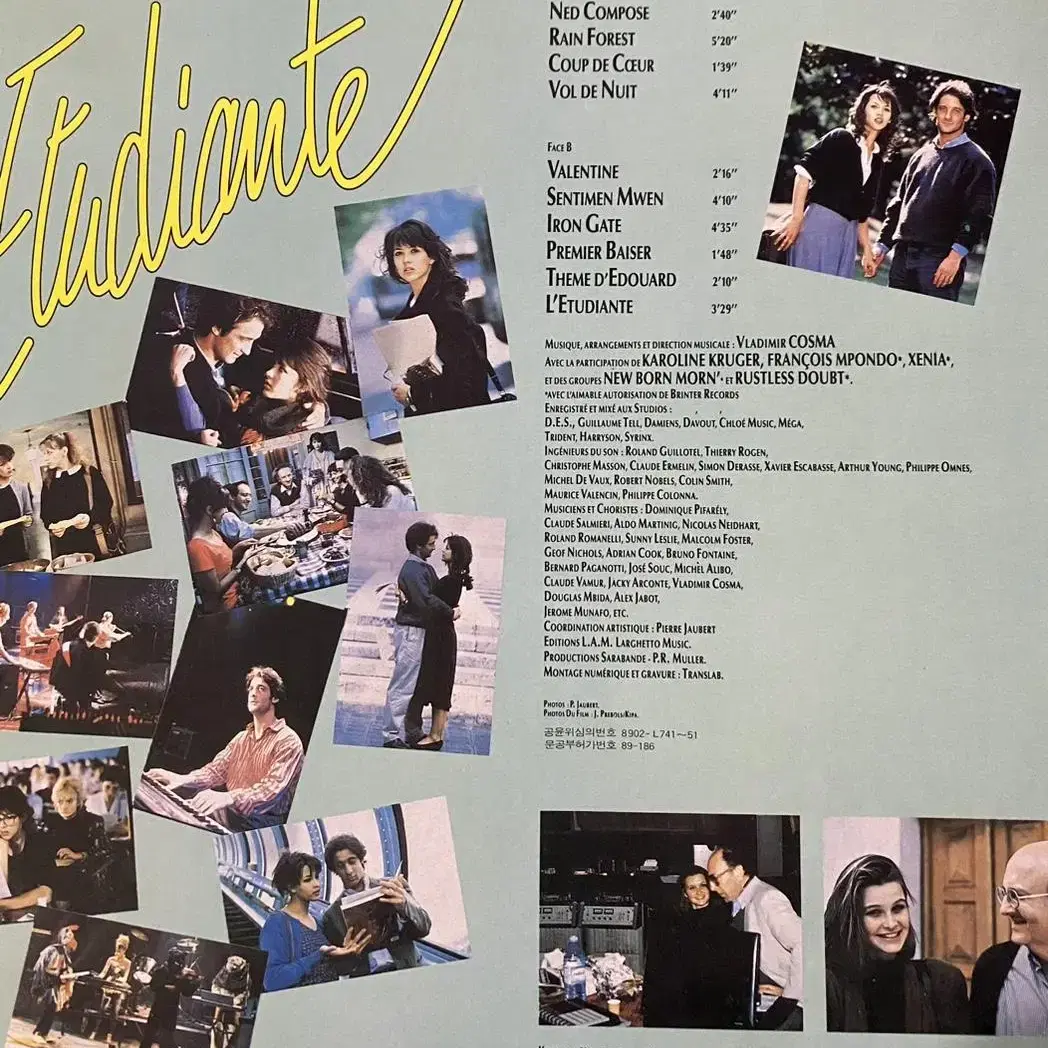 Etudiante
NED COMPOSE 2'40"
RAIN FOREST 5'20"
COUP DE CŒUR 1'39"
VOL DE NUIT 4'11"
FACE B
VALENTINE 2'16"
SENTIMEN MWEN 4'10"
IRON GATE 4'35"
PREMIER BAISER 1'48"
THEME D'EDOUARD 2'10"
L'ETUDIANTE 3'29"
MUSIQUE, ARRANGEMENTS ET DIRECTION MUSICALE : VLADIMIR COSMA
AVEC LA PARTICIPATION DE KAROLINE KRUGER, FRANÇOIS MPONDO*, XENIA*,
ET DES GROUPES NEW BORN MORN'* ET RUSTLESS DOUBT*.
*AVEC L'AIMABLE AUTORISATION DE BRINTER RECORDS
ENREGISTRÉ ET MIXÉ AUX STUDIOS :
D.E.S., GUILLAUME TELL, DAMIENS, DAVOUT, CHLOÉ MUSIC, MÉGA,
TRIDENT, HARRYSON, SYRINX.
INGÉNIEURS DU SON : ROLAND GUILLOTEL, THIERRY ROGEN,
CHRISTOPHE MASSON, CLAUDE ERMELIN, SIMON DERASSE, XAVIER ESCABASSE, ARTHUR YOUNG, PHILIPPE OMNES,
MICHEL DE VAUX, ROBERT NOBELS, COLIN SMITH,
MAURICE VALENCIN, PHILIPPE COLONNA.
MUSICIENS ET CHORISTES : DOMINIQUE PIFARÉLY,
CLAUDE SALMIERI, ALDO MARTINIG, NICOLAS NEIDHART,
ROLAND ROMANELLI, SUNNY LESLIE, MALCOLM FOSTER,
GEOF NICHOLS, ADRIAN COOK, BRUNO FONTAINE,
BERNARD PAGANOTTI, JOSÉ SOUC, MICHÈL ALIBO,
CLAUDE VAMUR, JACKY ARCONTE, VLADIMIR COSMA,
DOUGLAS MBIDA, ALEX JABOT,
JEROME MUNAFO, ETC.
COORDINATION ARTISTIQUE : PIERRE JAUBERT
EDITIONS L.A.M. LARGHETTO MUSIC.
PRODUCTIONS SARABANDE - P.R. MULLER.
MONTAGE NUMÉRIQUE ET GRAVURE : TRANSLAB.
PHOTOS : P. JAUBERT.
PHOTOS DU FILM : J. PREBOIS/KIPA.
공윤위심의번호 8902-L741~51
문공부허가번호 89-186